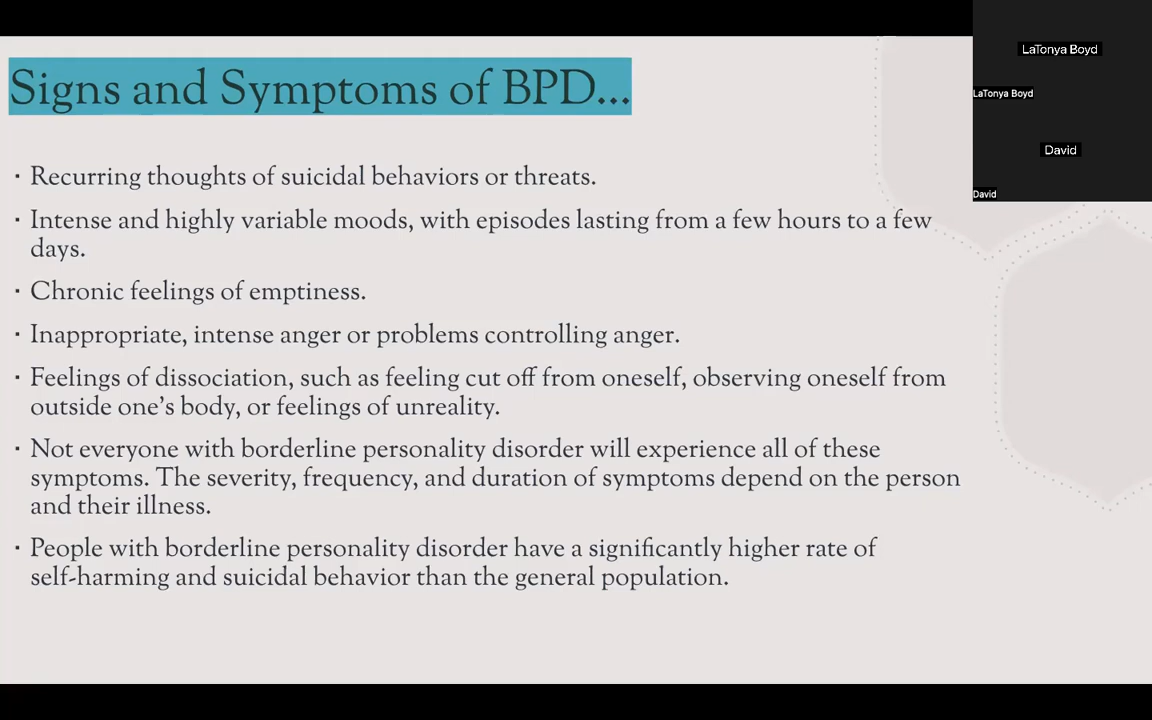 Signs and Symptoms of BPD...
· Recurring thoughts of suicidal behaviors or threats.
· Intense and highly variable moods, with episodes lasting from a few hours to a few
days.
· Chronic feelings of emptiness.
· Inappropriate, intense anger or problems controlling anger.
· Feelings of dissociation, such as feeling cut off from oneself, observing oneself from
outside one’s body, or feelings of unreality.
· Not everyone with borderline personality disorder will experience all of these
symptoms. The severity, frequency, and duration of symptoms depend on the person
and their illness.
· People with borderline personality disorder have a significantly higher rate of
self-harming and suicidal behavior than the general population.
LaTonya Boyd
LaTonya Boyd
David
David